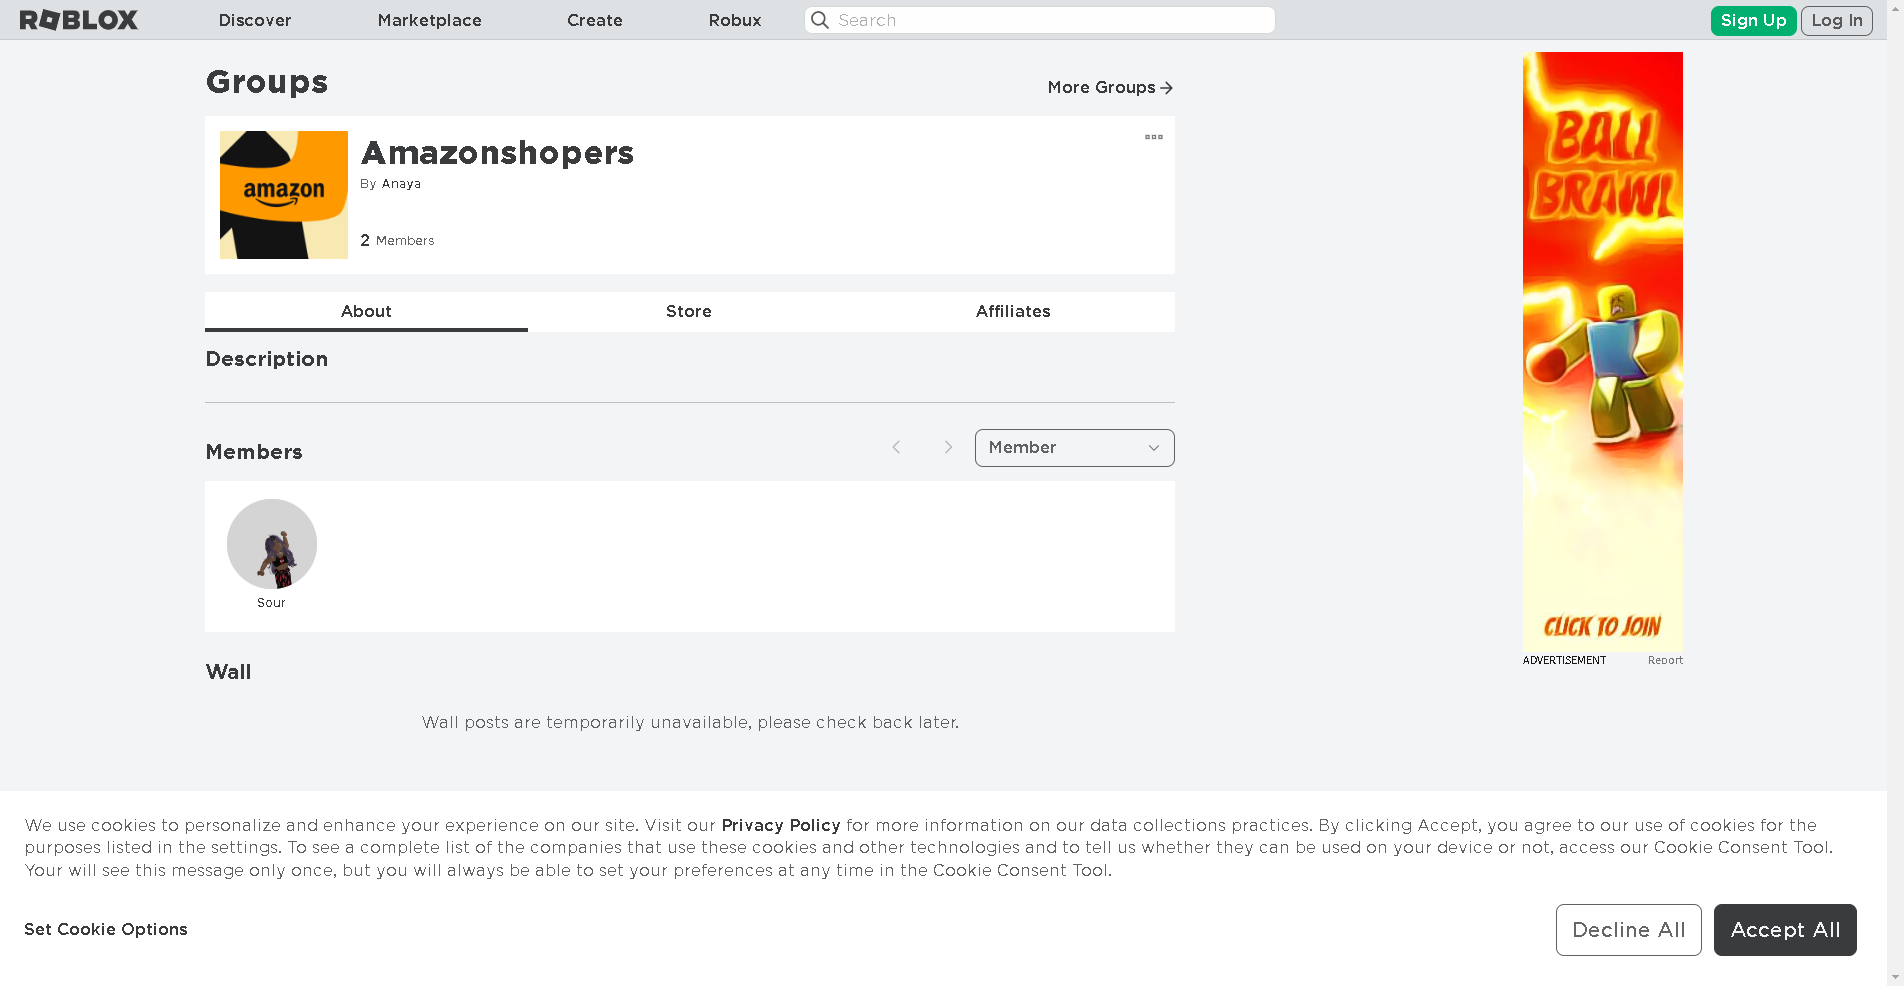 ROBLOX Discover Marketplace Create Robux Search Sign Up Log In
Groups
More Groups
amazon
Amazonshopers
By Anaya
2 Members
About Store Affiliates
Description
Members
Member
Sour
Wall
Wall posts are temporarily unavailable, please check back later.
BALL
BRAWL
CLICK TO JOIN
ADVERTISEMENT Report
We use cookies to personalize and enhance your experience on our site. Visit our Privacy Policy for more information on our data collections practices. By clicking Accept, you agree to our use of cookies for the
purposes listed in the settings. To see a complete list of the companies that use these cookies and other technologies and to tell us whether they can be used on your device or not, access our Cookie Consent Tool.
Your will see this message only once, but you will always be able to set your preferences at any time in the Cookie Consent Tool.
Set Cookie Options
Decline All
Accept All